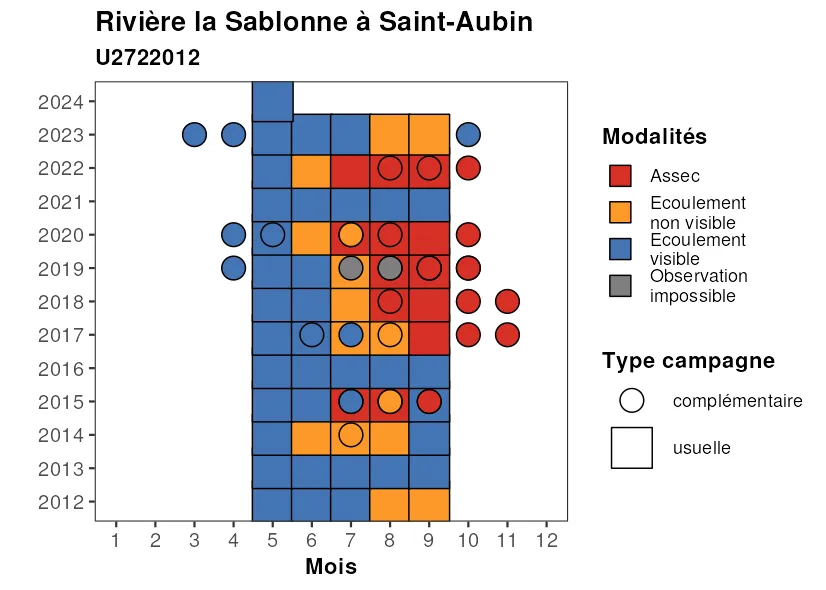 Rivière la Sablonne à Saint-Aubin
U2722012
2024
2023
2022
2021
2020
2019
2018
2017
2016
2015
2014
2013
2012
1 2 3 4 5 6 7 8 9 10 11 12
Mois
Modalités
Assec
Ecoulement
non visible
Ecoulement
visible
Observation
impossible
Type campagne
complémentaire
usuelle